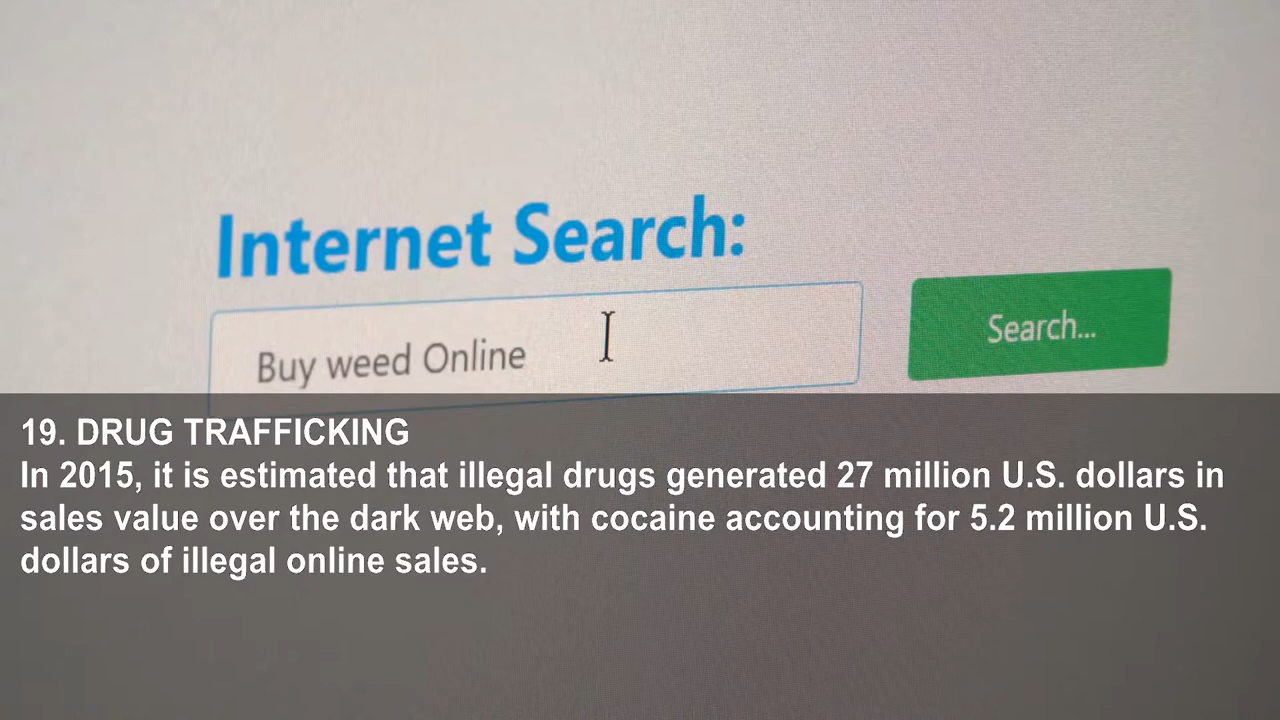 Internet Search:
Buy weed Online
Search...
19. DRUG TRAFFICKING
In 2015, it is estimated that illegal drugs generated 27 million U.S. dollars in
sales value over the dark web, with cocaine accounting for 5.2 million U.S.
dollars of illegal online sales.